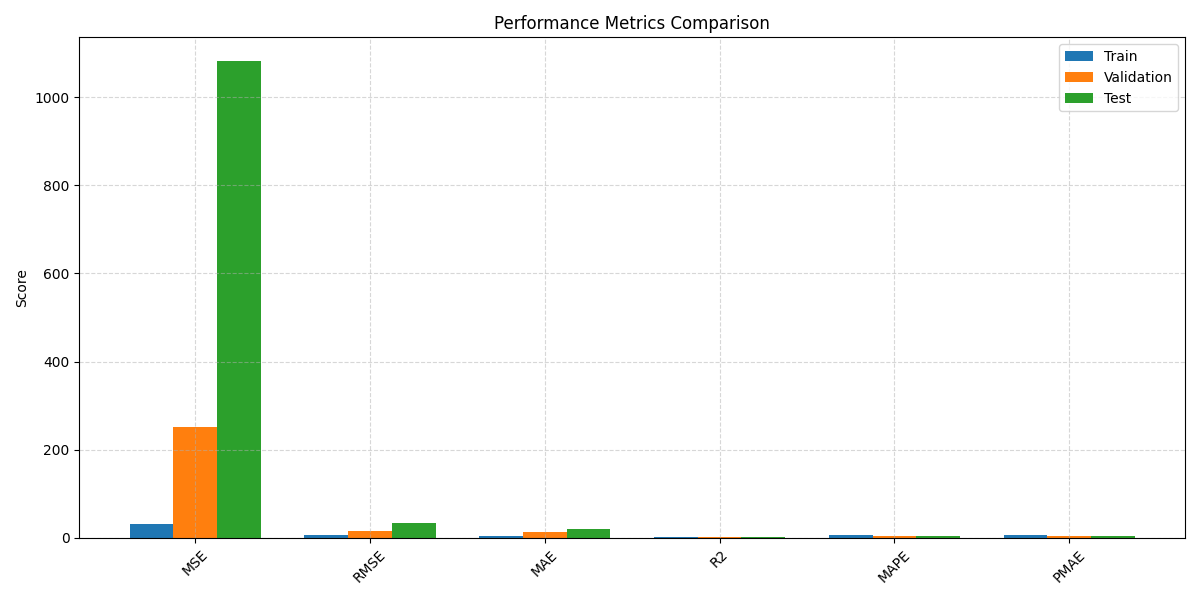 Performance Metrics Comparison
Train
Validation
Test
1000
800
600
400
200
0
Score
MSE
RMSE
MAE
R2
MAPE
PMAE